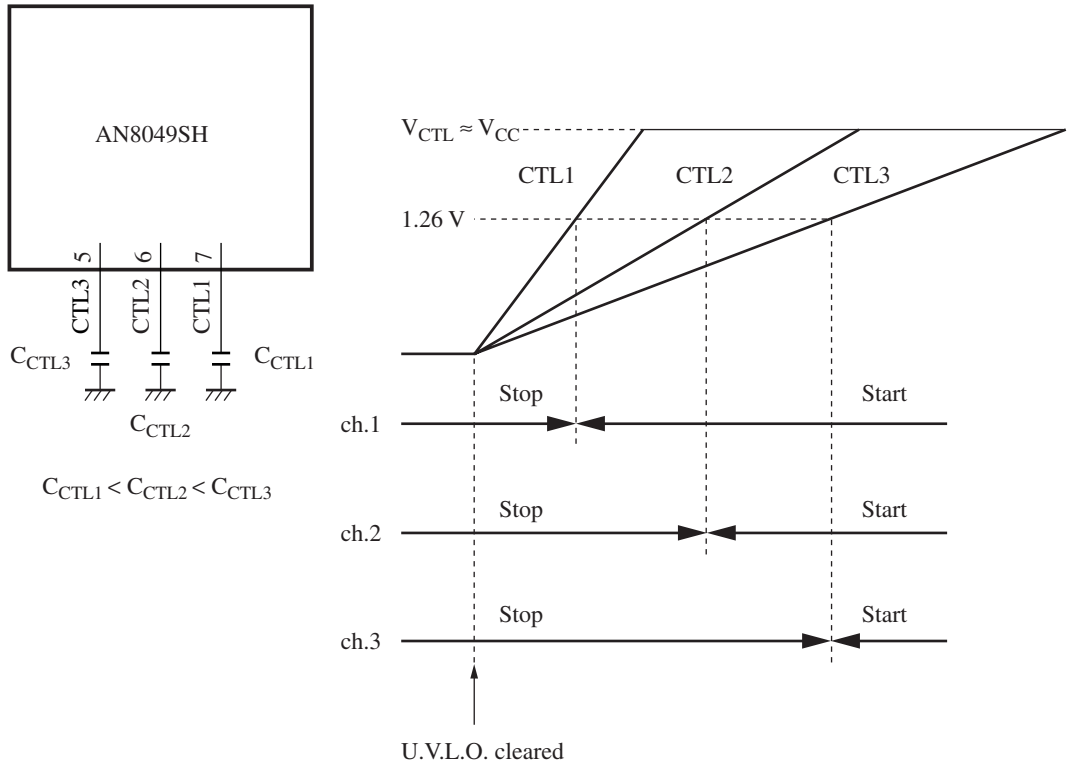 AN8049SH
5
6
7
CTL3
CTL2
CTL1
C_CTL3
C_CTL1
C_CTL2
C_CTL1 < C_CTL2 < C_CTL3
V_CTL ≈ V_CC
CTL1
CTL2
CTL3
1.26 V
Stop
Start
ch.1
Stop
Start
ch.2
Stop
Start
ch.3
U.V.L.O. cleared